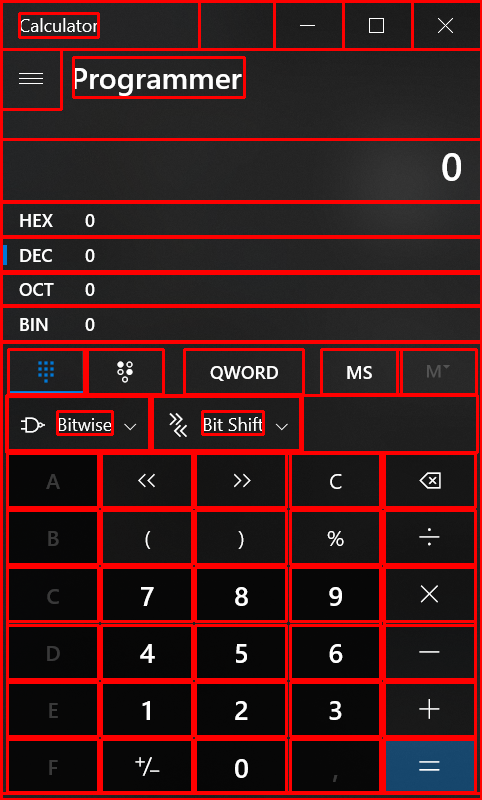 Calculator
Programmer
0
HEX 0
DEC 0
OCT 0
BIN 0
QWORD MS M
Bitwise Bit Shift
A << >> C
B ( ) % ÷
C 7 8 9 ×
D 4 5 6 −
E 1 2 3 +
F +/− 0 , =